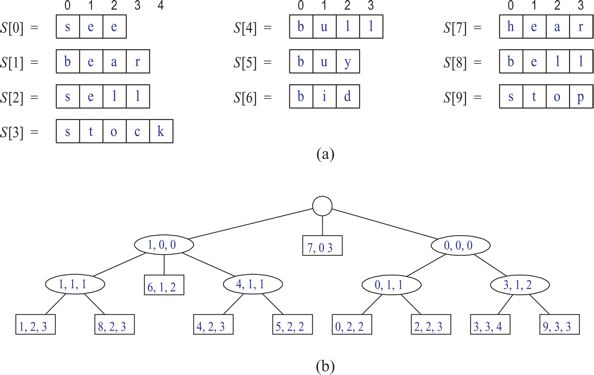 0 1 2 3 4
S[0] = s e e
S[1] = b e a r
S[2] = s e l l
S[3] = s t o c k
0 1 2 3
S[4] = b u l l
S[5] = b u y
S[6] = b i d
0 1 2 3
S[7] = h e a r
S[8] = b e l l
S[9] = s t o p
(a)
1, 0, 0
7, 0 3
0, 0, 0
1, 1, 1
6, 1, 2
4, 1, 1
0, 1, 1
3, 1, 2
1, 2, 3
8, 2, 3
4, 2, 3
5, 2, 2
0, 2, 2
2, 2, 3
3, 3, 4
9, 3, 3
(b)